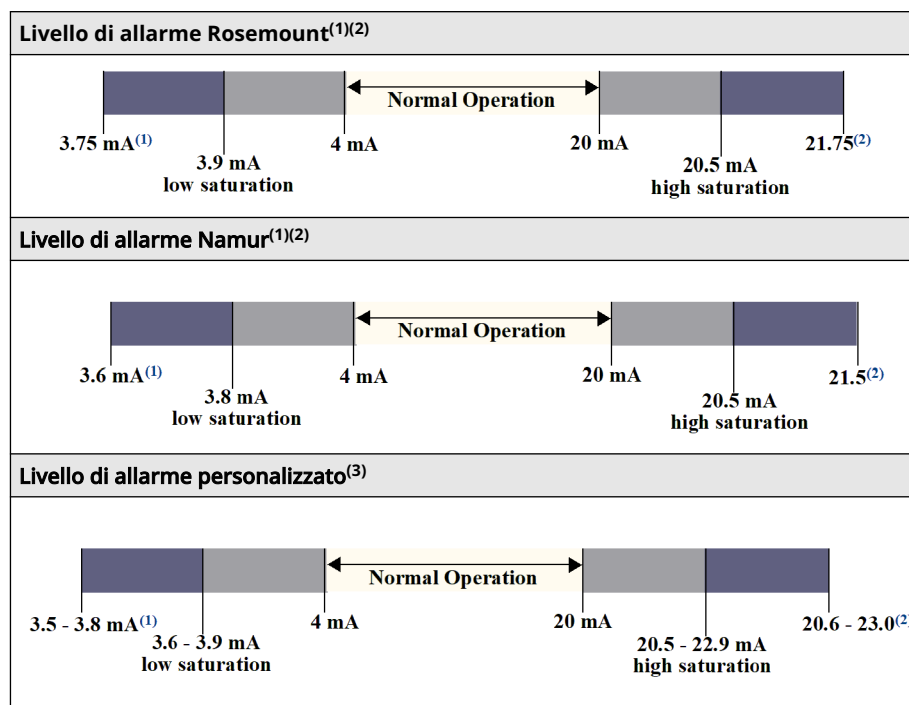 Livello di allarme Rosemount(1)(2)
Normal Operation
3.75 mA(1)
4 mA
20 mA
21.75(2)
3.9 mA
low saturation
20.5 mA
high saturation
Livello di allarme Namur(1)(2)
Normal Operation
3.6 mA(1)
4 mA
20 mA
21.5(2)
3.8 mA
low saturation
20.5 mA
high saturation
Livello di allarme personalizzato(3)
Normal Operation
3.5 - 3.8 mA(1)
4 mA
20 mA
20.6 - 23.0(2)
3.6 - 3.9 mA
low saturation
20.5 - 22.9 mA
high saturation